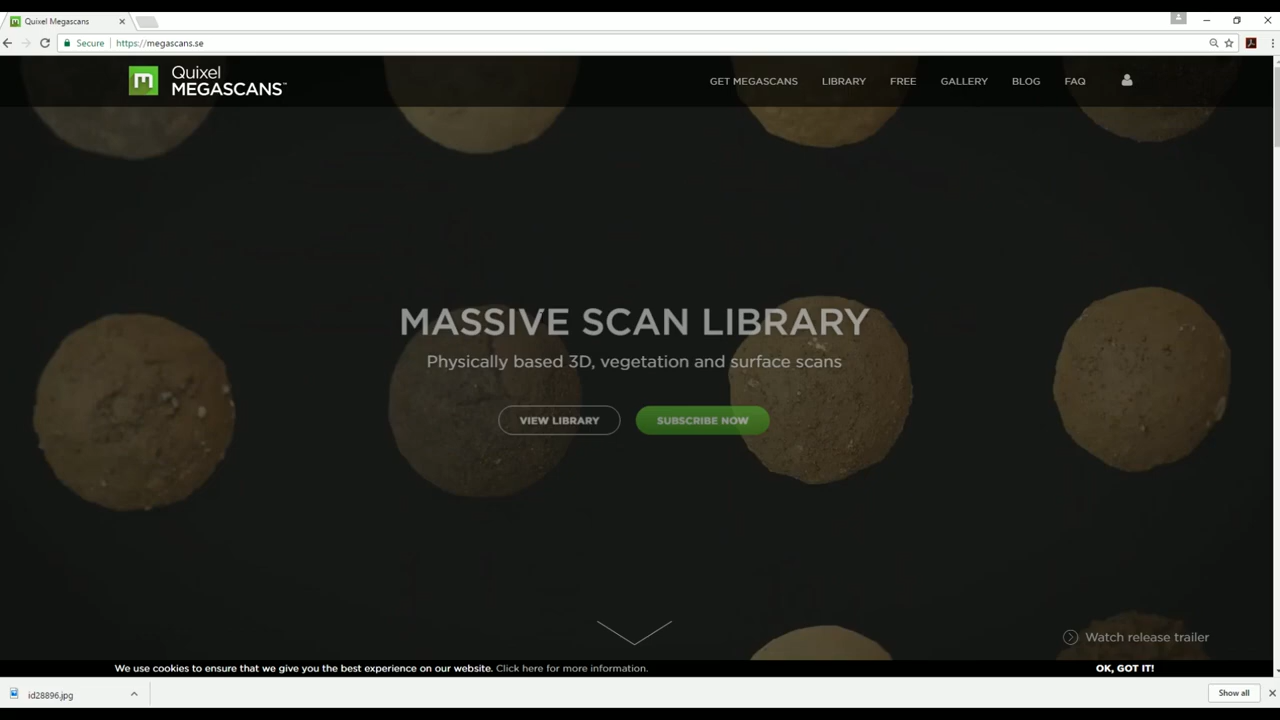 Quixel Megascans
Secure
https://megascans.se
Quixel
MEGASCANS™
GET MEGASCANS
LIBRARY
FREE
GALLERY
BLOG
FAQ
MASSIVE SCAN LIBRARY
Physically based 3D, vegetation and surface scans
VIEW LIBRARY
SUBSCRIBE NOW
Watch release trailer
We use cookies to ensure that we give you the best experience on our website. Click here for more information.
OK, GOT IT!
id28896.jpg
Show all